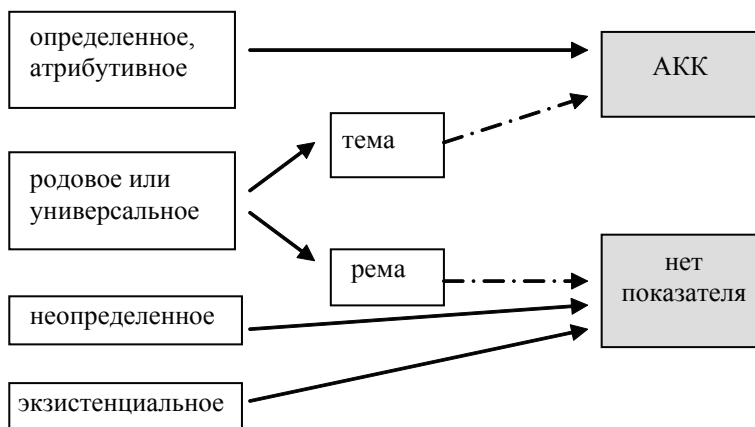 определенное,
атрибутивное
АКК
тема
родовое или
универсальное
рема
нет
показателя
неопределенное
экзистенциальное